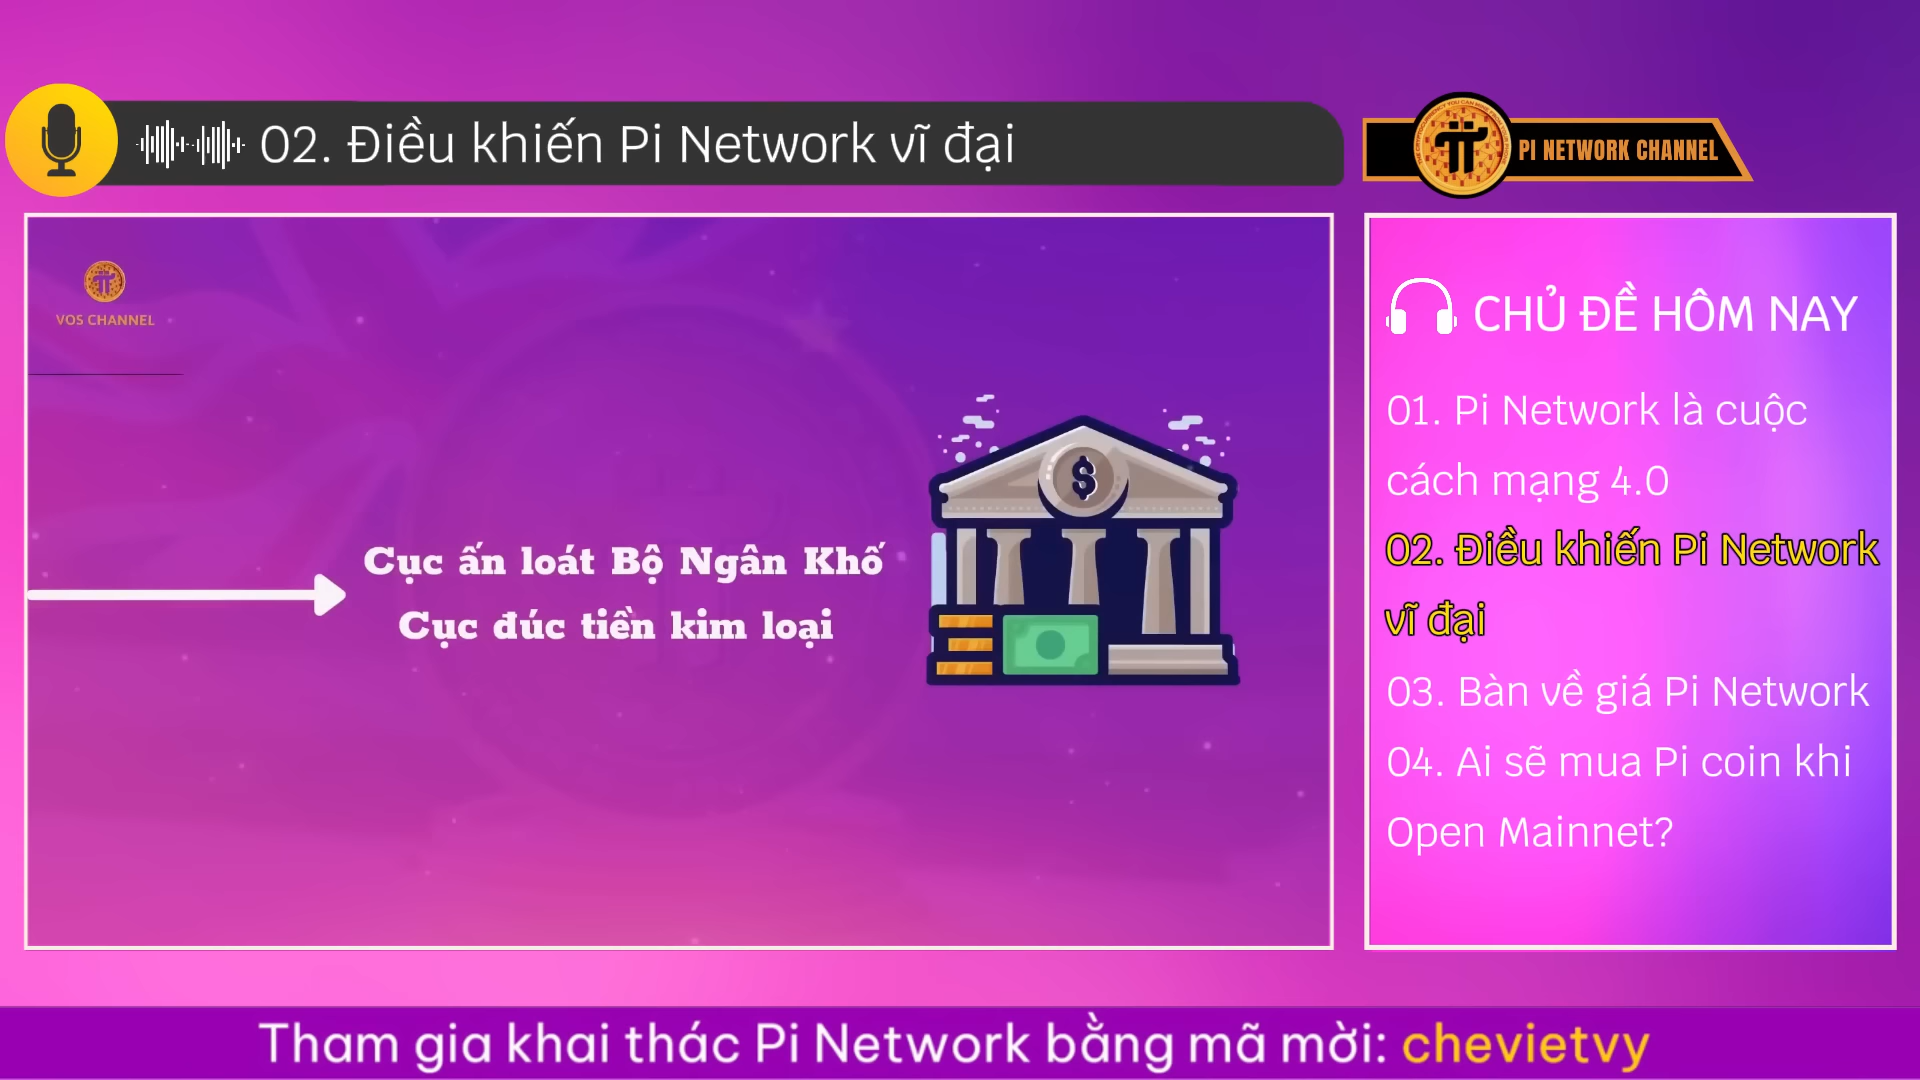 02. Điều khiến Pi Network vĩ đại
PI NETWORK CHANNEL
VOS CHANNEL
Cục ấn loát Bộ Ngân Khố
Cục đúc tiền kim loại
$
CHỦ ĐỀ HÔM NAY
01. Pi Network là cuộc
cách mạng 4.0
02. Điều khiến Pi Network
vĩ đại
03. Bàn về giá Pi Network
04. Ai sẽ mua Pi coin khi
Open Mainnet?
Tham gia khai thác Pi Network bằng mã mời: chevietvy